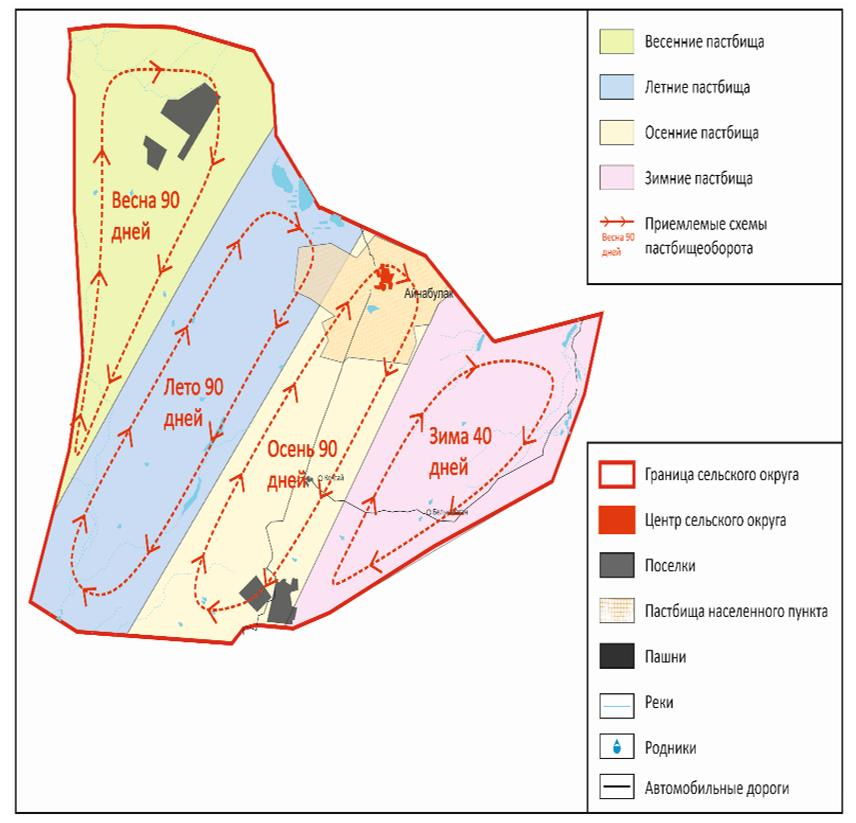 Весенние пастбища
Летние пастбища
Осенние пастбища
Зимние пастбища
Весна 90
дней
Приемлемые схемы
пастбищеоборота
Весна 90
дней
Айнабулак
Лето 90
дней
Осень 90
дней
Зима 40
дней
Граница сельского округа
Центр сельского округа
Поселки
Пастбища населенного пункта
Пашни
Реки
Родники
Автомобильные дороги